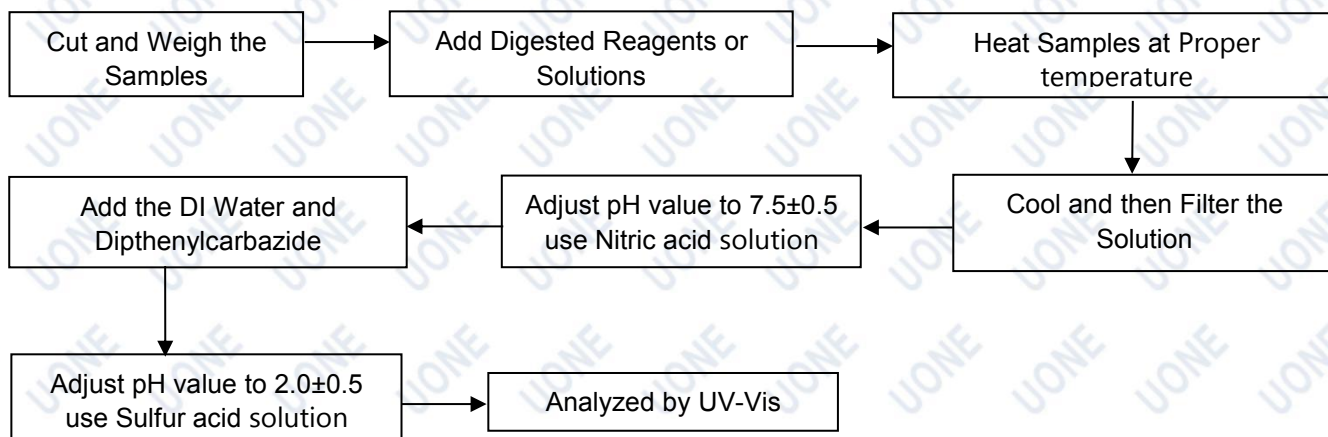 Cut and Weigh the
Samples
Add Digested Reagents or
Solutions
Heat Samples at Proper
temperature
Cool and then Filter the
Solution
Adjust pH value to 7.5±0.5
use Nitric acid solution
Add the DI Water and
Dipthenylcarbazide
Adjust pH value to 2.0±0.5
use Sulfur acid solution
Analyzed by UV-Vis
UONE